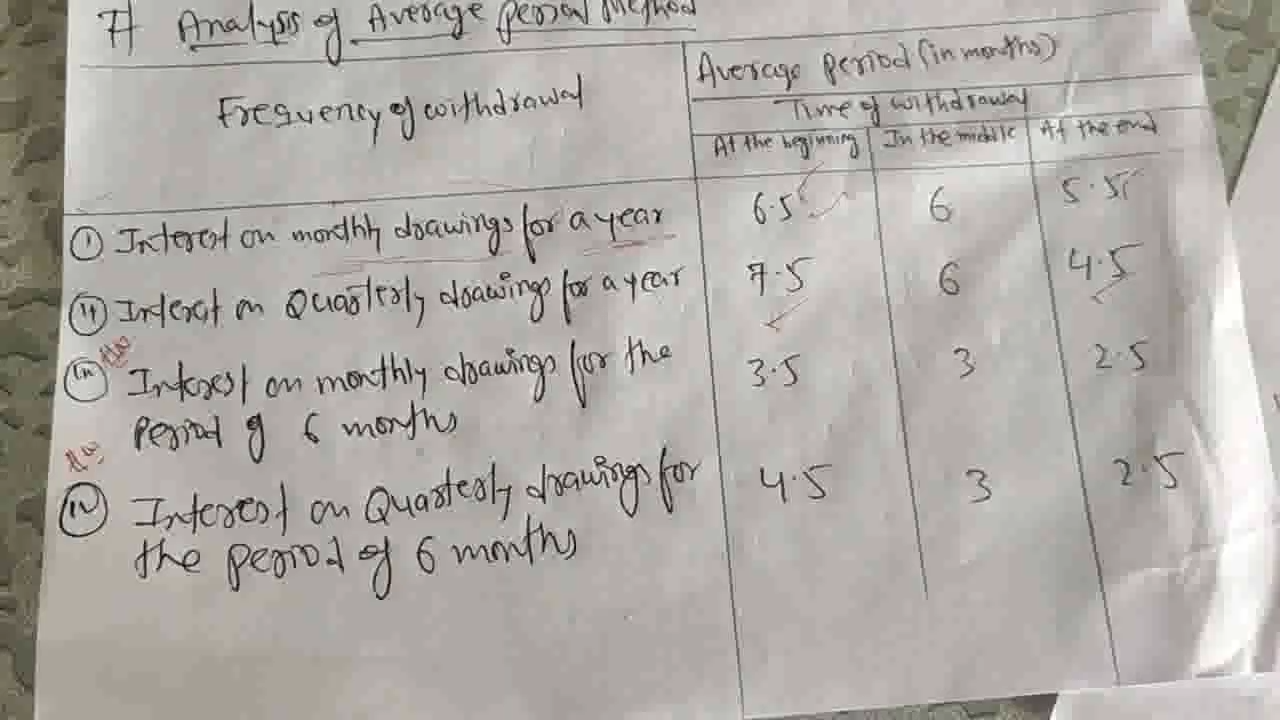 7) Analysis of Average period Method
Frequency of withdrawal
Average period (in months)
Time of withdrawal
At the beginning In the middle At the end
(i) Interest on monthly drawings for a year 6.5 6 5.5
(ii) Interest on Quarterly drawings for a year 7.5 6 4.5
(iii) Interest on monthly drawings for the 3.5 3 2.5
period of 6 months
(iv) Interest on Quarterly drawings for 4.5 3 2.5
the period of 6 months